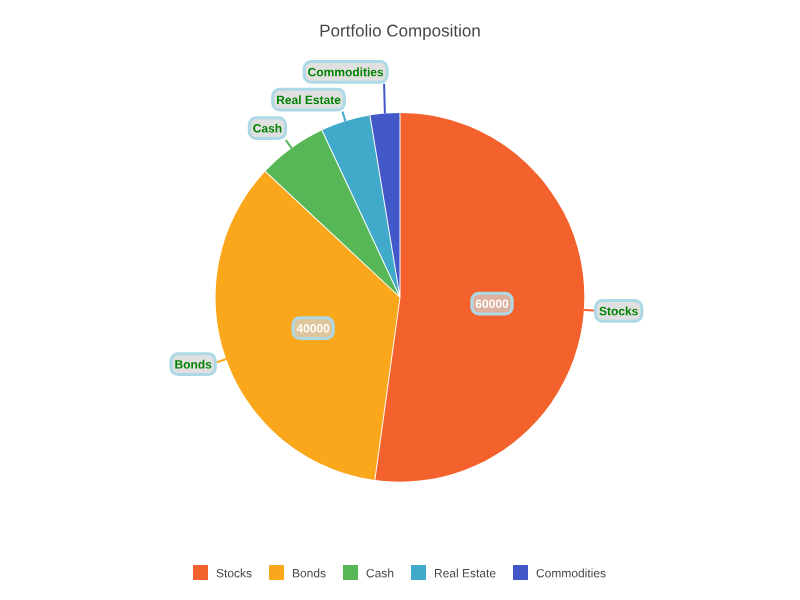 Portfolio Composition
Commodities
Real Estate
Cash
60000
Stocks
40000
Bonds
Stocks Bonds Cash Real Estate Commodities